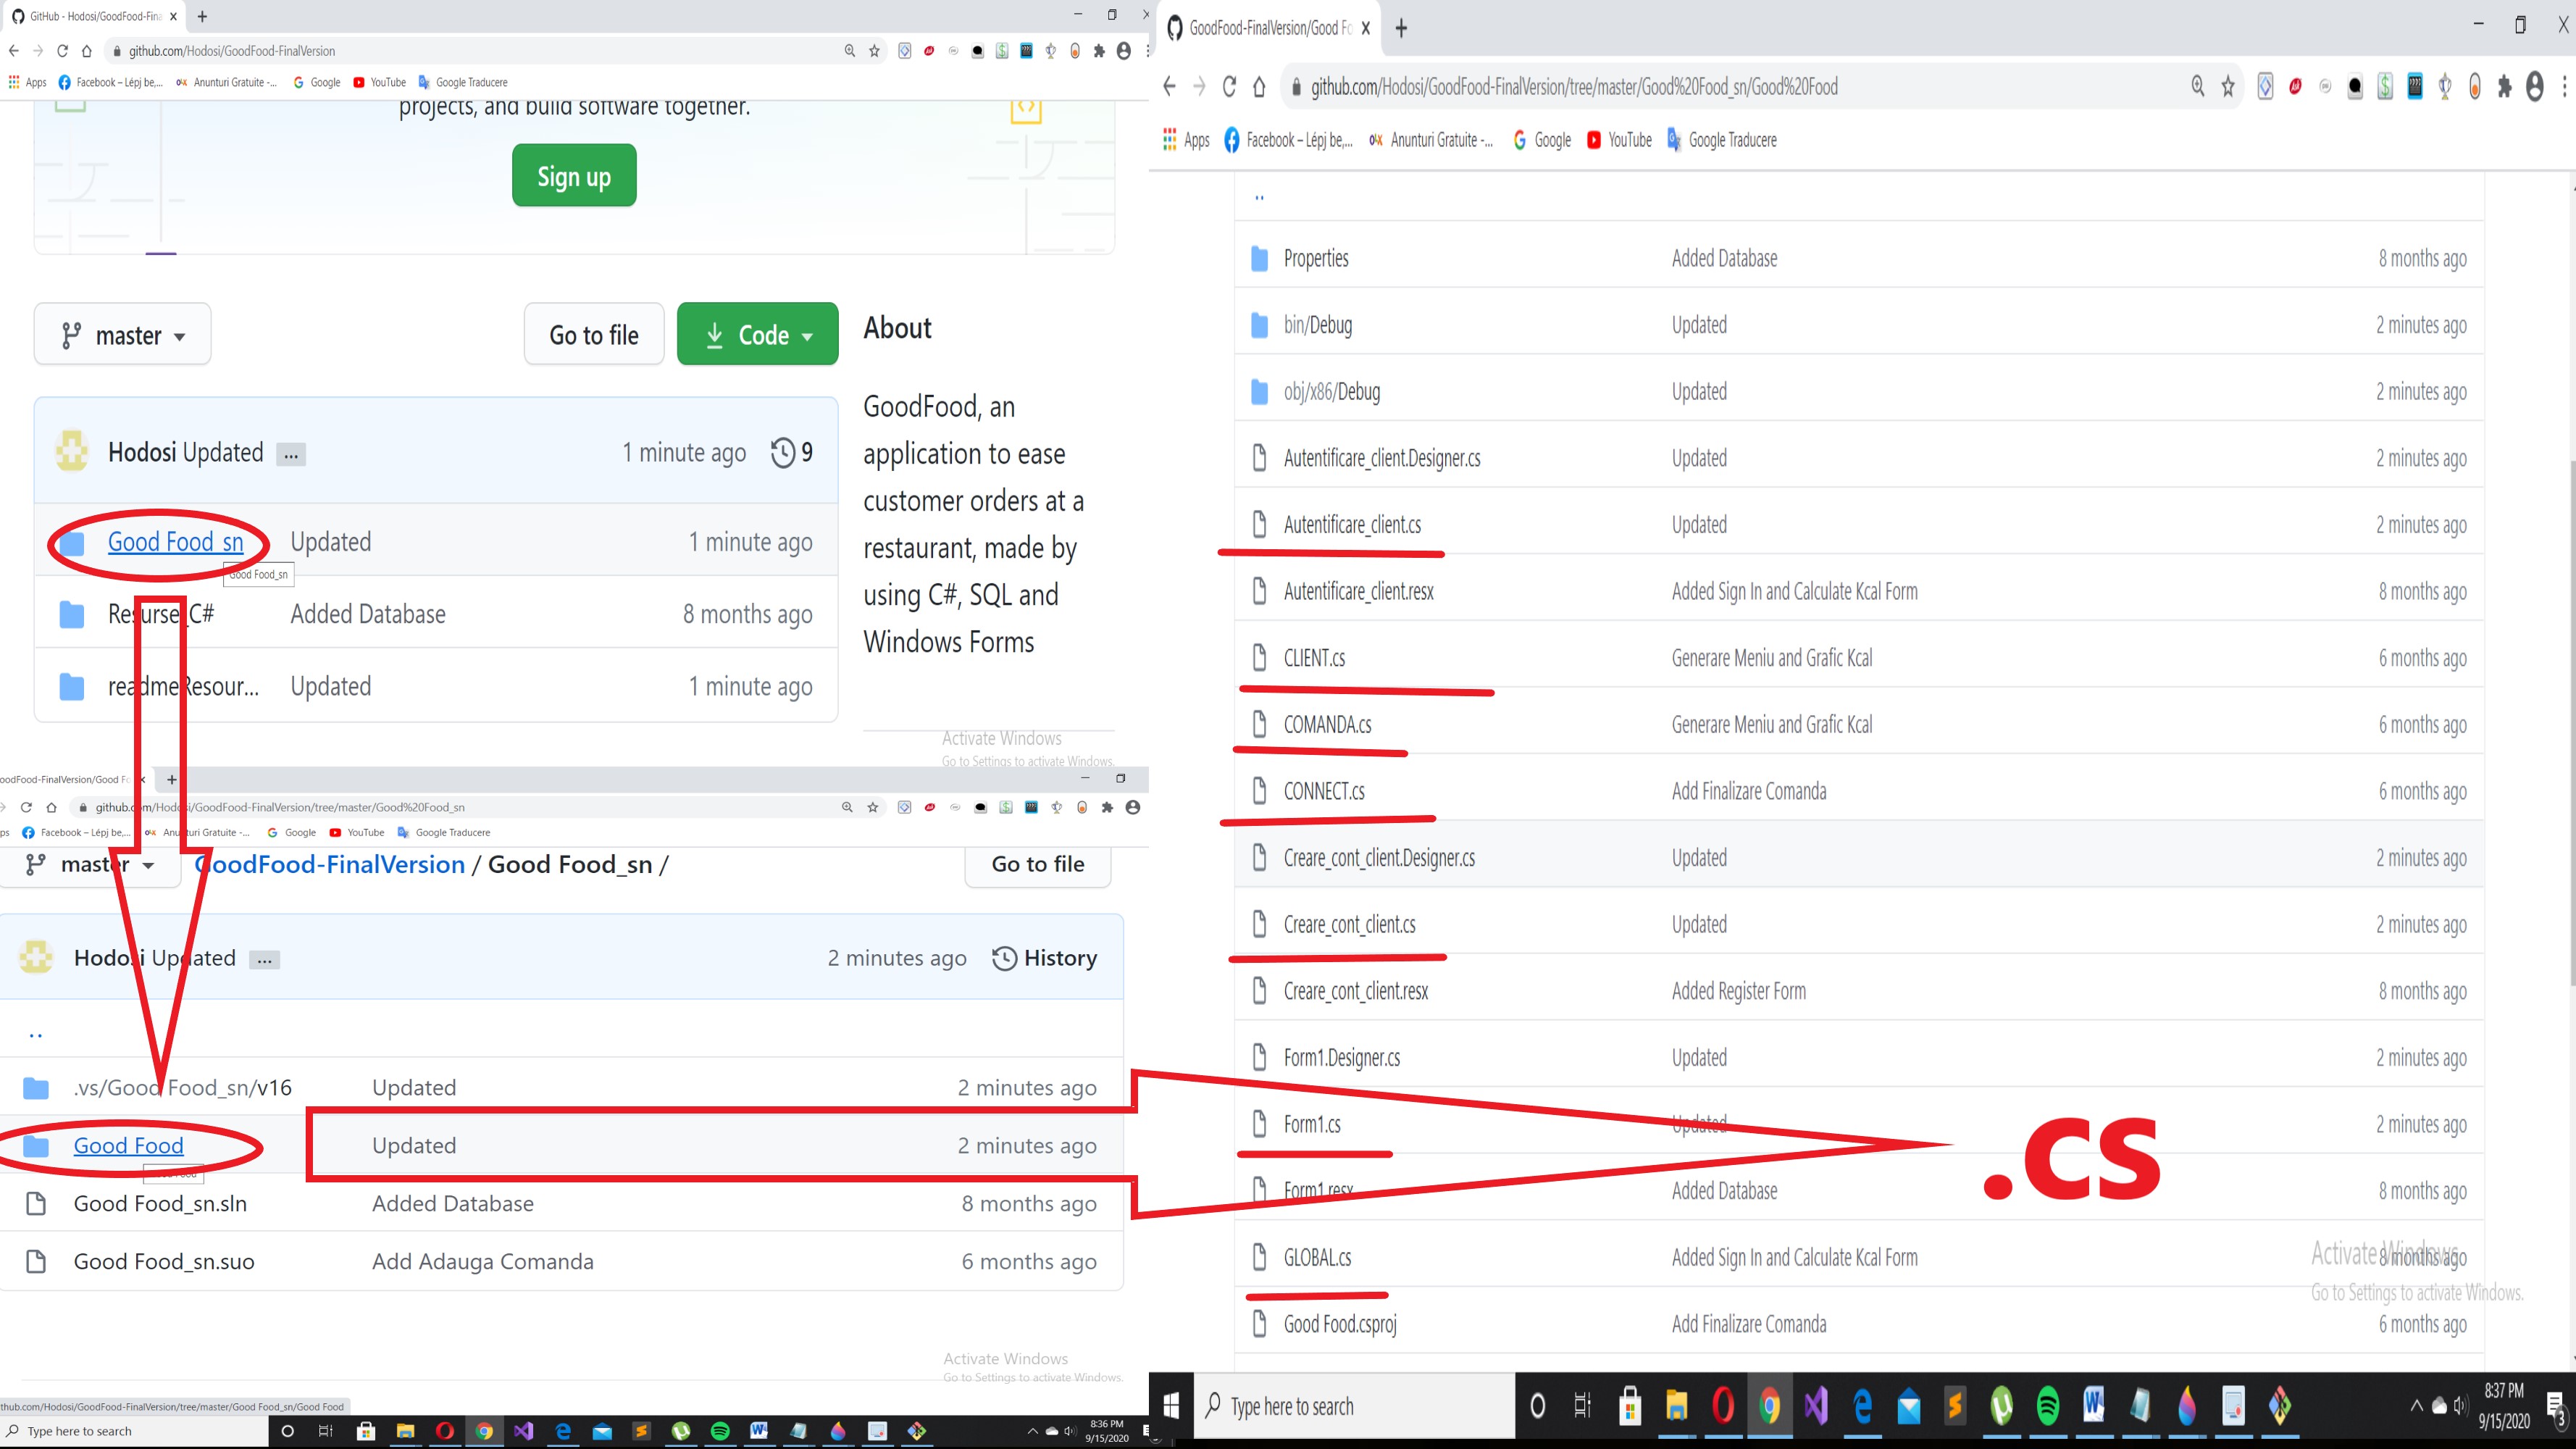 GitHub - Hodosi/GoodFood-Fina
github.com/Hodosi/GoodFood-FinalVersion
Apps Facebook – Lépj be,... Anunturi Gratuite -... Google YouTube Google Traducere
projects, and build software together.
Sign up
master Go to file Code
About
GoodFood, an
application to ease
customer orders at a
restaurant, made by
using C#, SQL and
Windows Forms
Hodosi Updated ... 1 minute ago 9
Good Food_sn Updated 1 minute ago
Good Food_sn
Resurse_C# Added Database 8 months ago
readmeResour... Updated 1 minute ago
Activate Windows
Go to Settings to activate Windows.
oodFood-FinalVersion/Good Fo
github.com/Hodosi/GoodFood-FinalVersion/tree/master/Good%20Food_sn
ps Facebook – Lépj be,... Anunturi Gratuite -... Google YouTube Google Traducere
master GoodFood-FinalVersion / Good Food_sn / Go to file
Hodosi Updated ... 2 minutes ago History
..
.vs/Good Food_sn/v16 Updated 2 minutes ago
Good Food Updated 2 minutes ago
Good Food_sn.sln Added Database 8 months ago
Good Food_sn.suo Add Adauga Comanda 6 months ago
Activate Windows
Go to Settings to activate Windows.
thub.com/Hodosi/GoodFood-FinalVersion/tree/master/Good Food_sn/Good Food
Type here to search 8:36 PM
9/15/2020
GoodFood-FinalVersion/Good Fo
github.com/Hodosi/GoodFood-FinalVersion/tree/master/Good%20Food_sn/Good%20Food
Apps Facebook – Lépj be,... Anunturi Gratuite -... Google YouTube Google Traducere
..
Properties Added Database 8 months ago
bin/Debug Updated 2 minutes ago
obj/x86/Debug Updated 2 minutes ago
Autentificare_client.Designer.cs Updated 2 minutes ago
Autentificare_client.cs Updated 2 minutes ago
Autentificare_client.resx Added Sign In and Calculate Kcal Form 8 months ago
CLIENT.cs Generare Meniu and Grafic Kcal 6 months ago
COMANDA.cs Generare Meniu and Grafic Kcal 6 months ago
CONNECT.cs Add Finalizare Comanda 6 months ago
Creare_cont_client.Designer.cs Updated 2 minutes ago
Creare_cont_client.cs Updated 2 minutes ago
Creare_cont_client.resx Added Register Form 8 months ago
Form1.Designer.cs Updated 2 minutes ago
Form1.cs Updated 2 minutes ago
.cs
Form1.resx Added Database 8 months ago
GLOBAL.cs Added Sign In and Calculate Kcal Form 8 months ago
Activate Windows
Go to Settings to activate Windows.
Good Food.csproj Add Finalizare Comanda 6 months ago
Type here to search 8:37 PM
9/15/2020 3